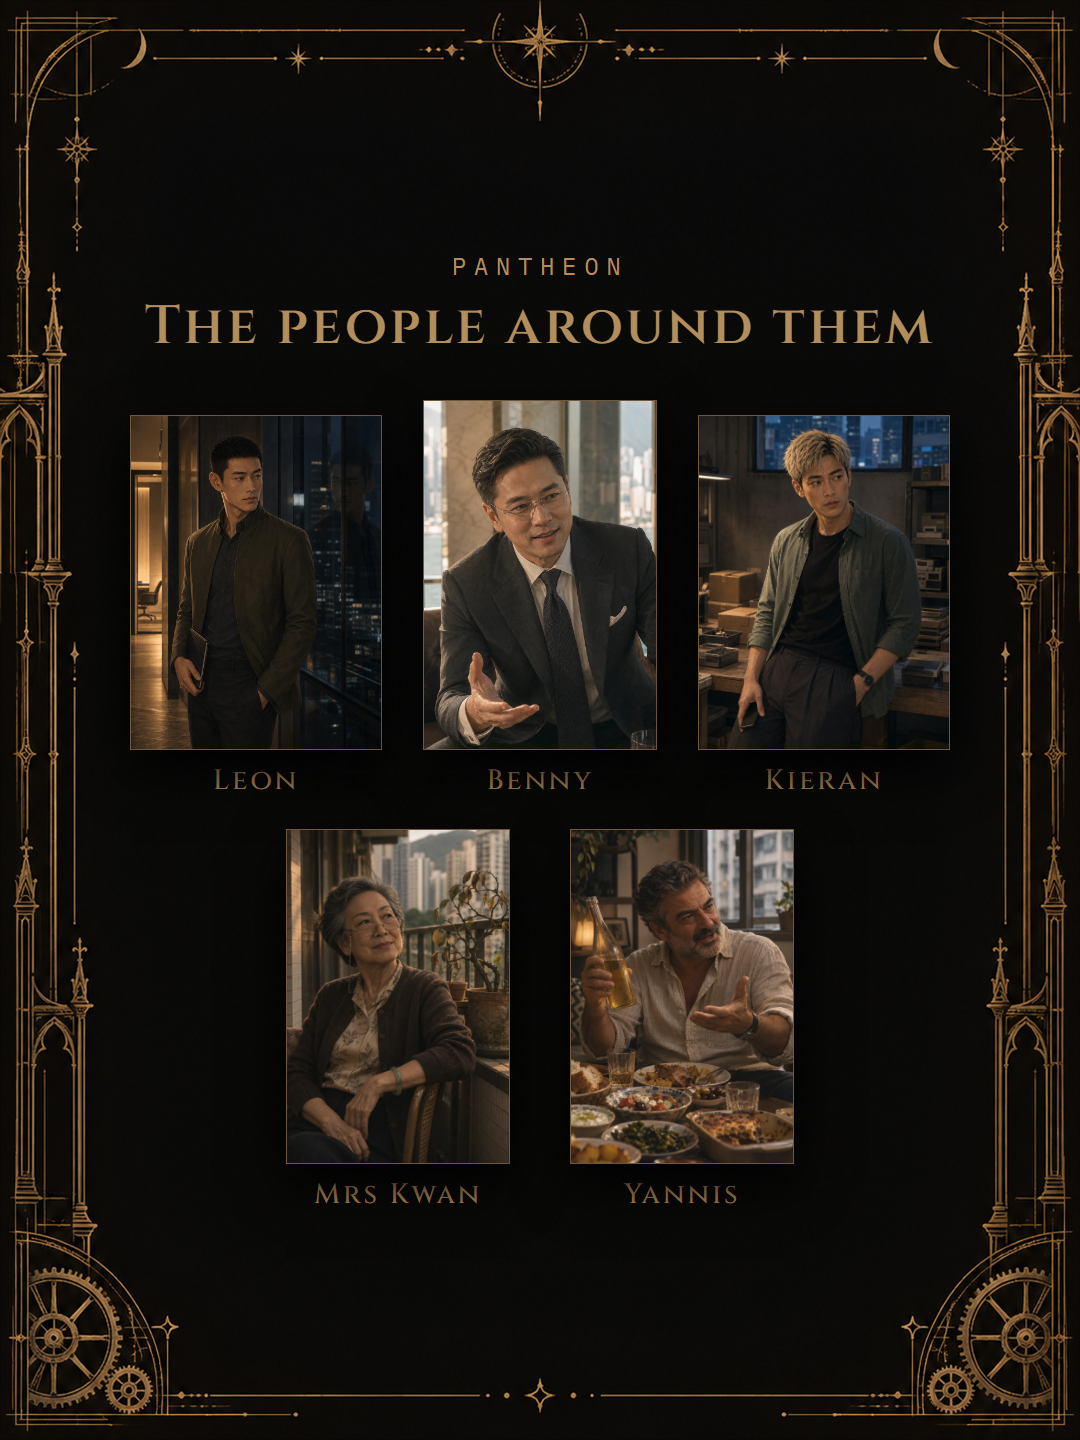 PANTHEON
The people around them
Leon
Benny
Kieran
Mrs Kwan
Yannis